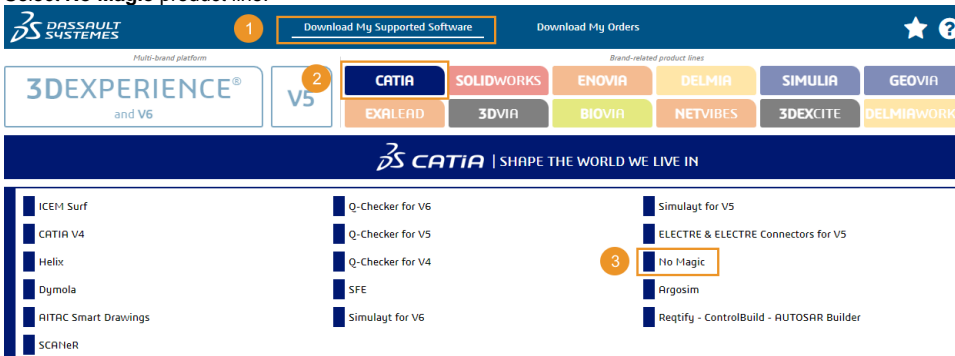 Select No Magic product line.
DASSAULT SYSTEMES
1
Download My Supported Software
Download My Orders
Multi-brand platform
Brand-related product lines
3DEXPERIENCE®
and V6
V5
2
CATIA
SOLIDWORKS
ENOVIA
DELMIA
SIMULIA
GEOVIA
EXALEAD
3DVIA
BIOVIA
NETVIBES
3DEXCITE
DELMIAWORK
CATIA | SHAPE THE WORLD WE LIVE IN
ICEM Surf
Q-Checker for V6
Simulayt for V5
CATIA V4
Q-Checker for V5
ELECTRE & ELECTRE Connectors for V5
Helix
Q-Checker for V4
3
No Magic
Dymola
SFE
Argosim
AITAC Smart Drawings
Simulayt for V6
Reqtify - ControlBuild - AUTOSAR Builder
SCANeR